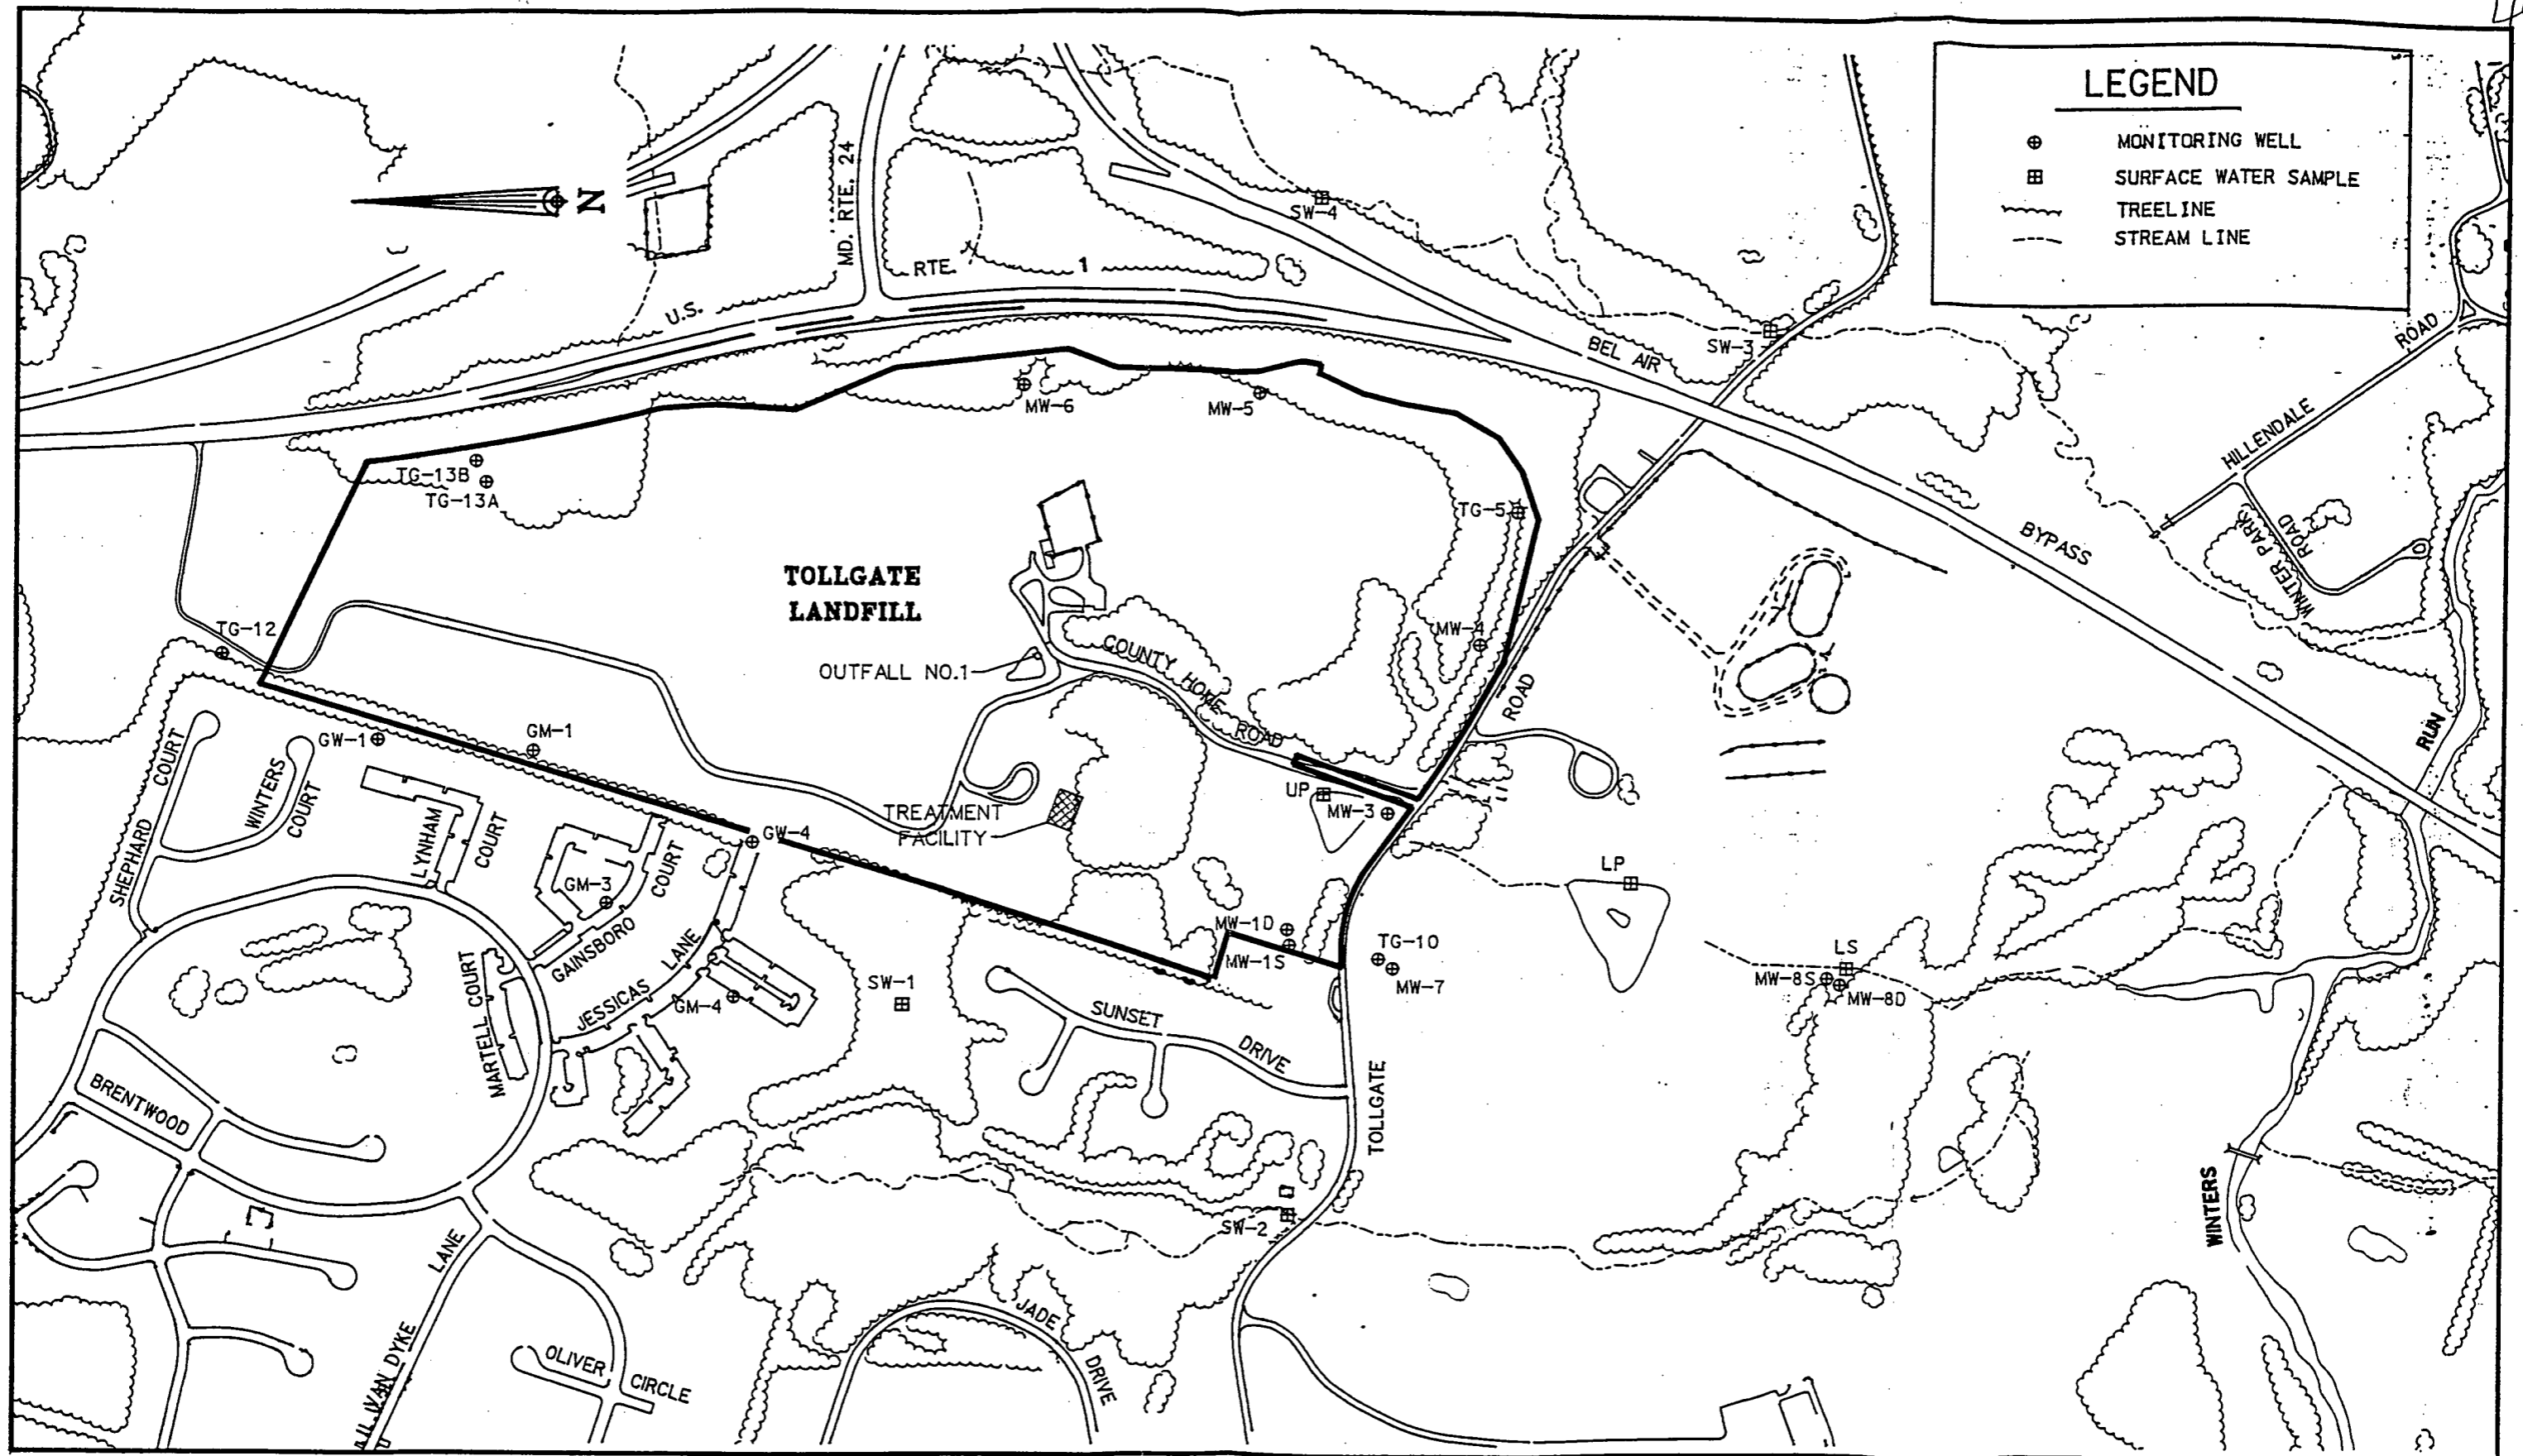 LEGEND
MONITORING WELL
SURFACE WATER SAMPLE
TREELINE
STREAM LINE
N
MD. RTE. 24
U.S.
RTE.
1
SW-4
SW-3
BEL AIR
BYPASS
HILLENDALE
ROAD
WINTER PARK
ROAD
MW-6
MW-5
TG-13B
TG-13A
TG-5
TOLLGATE
LANDFILL
MW-4
TG-12
OUTFALL NO.1
COUNTY HOME ROAD
ROAD
RUN
GW-1
GM-1
SHEPHARD
COURT
WINTERS
COURT
LYNHAM
COURT
GW-4
TREATMENT
FACILITY
UP
MW-3
LP
GM-3
COURT
GAINSBORO
MW-1D
MW-1S
TG-10
MW-7
LS
MW-8S
MW-8D
MARTELL COURT
JESSICAS
LANE
GM-4
SW-1
SUNSET
DRIVE
TOLLGATE
BRENTWOOD
SW-2
WINTERS
LANE
VAN DYKE
OLIVER
CIRCLE
JADE
DRIVE